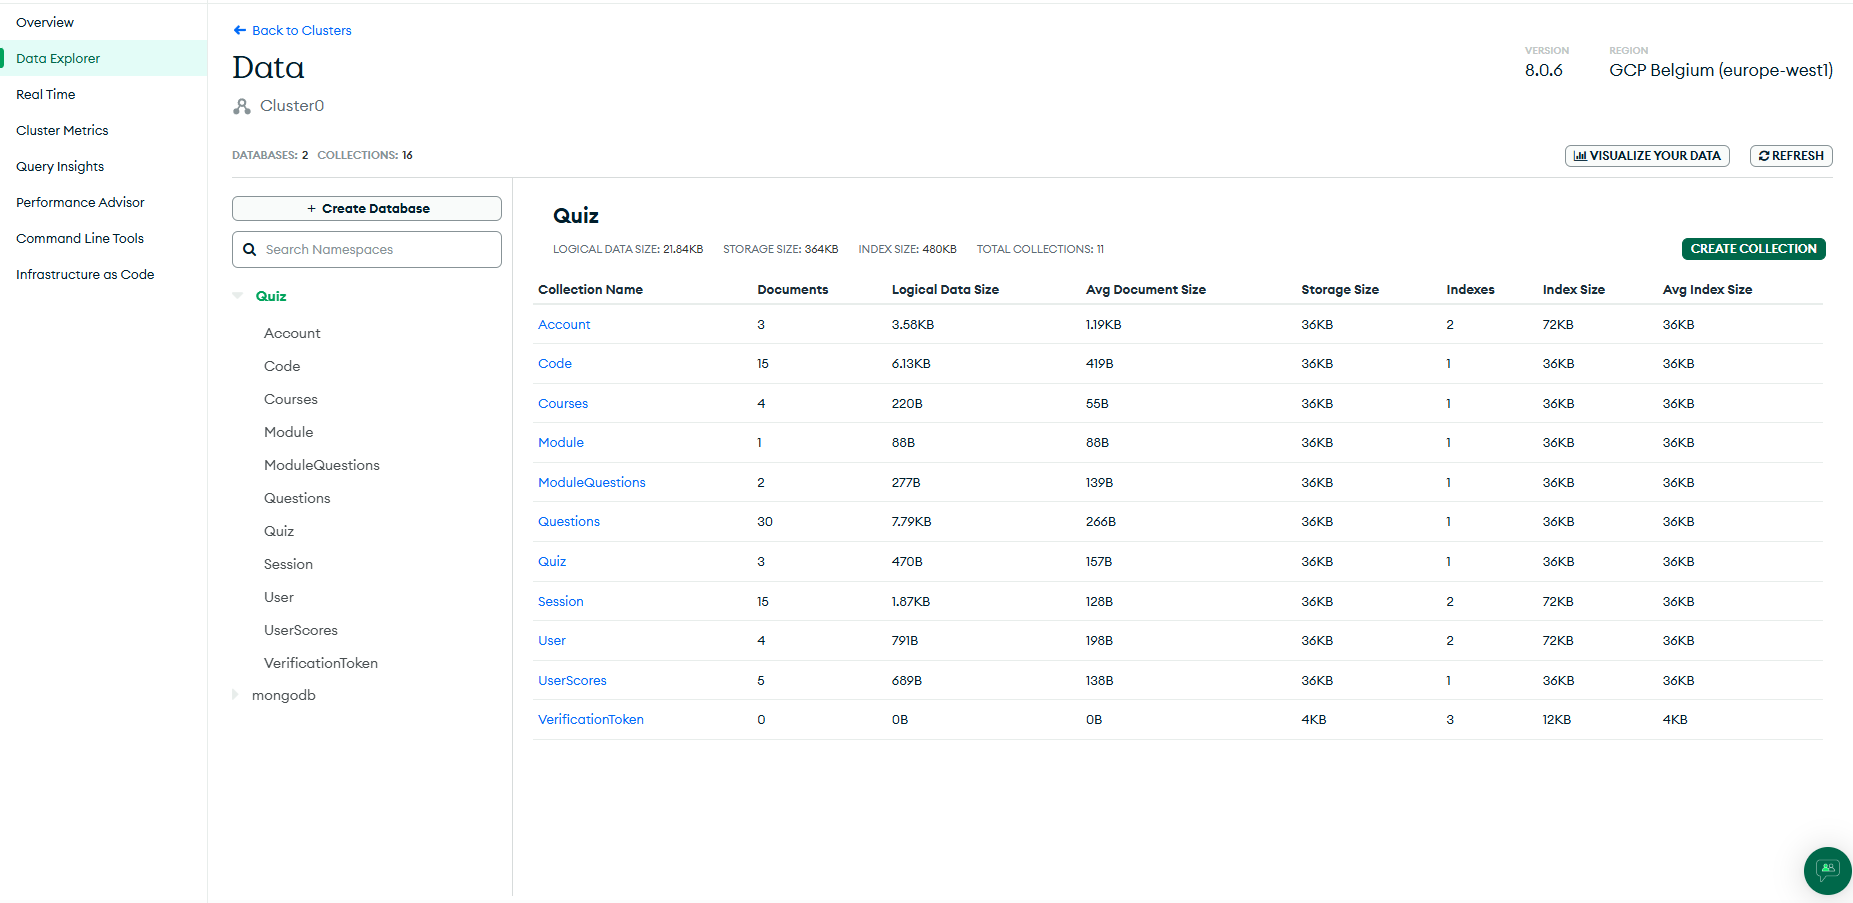 Overview
Data Explorer
Real Time
Cluster Metrics
Query Insights
Performance Advisor
Command Line Tools
Infrastructure as Code
Back to Clusters
Data
Cluster0
VERSION
8.0.6
REGION
GCP Belgium (europe-west1)
DATABASES: 2 COLLECTIONS: 16
VISUALIZE YOUR DATA
REFRESH
+ Create Database
Search Namespaces
Quiz
Account
Code
Courses
Module
ModuleQuestions
Questions
Quiz
Session
User
UserScores
VerificationToken
mongodb
Quiz
LOGICAL DATA SIZE: 21.84KB STORAGE SIZE: 364KB INDEX SIZE: 480KB TOTAL COLLECTIONS: 11
CREATE COLLECTION
Collection Name Documents Logical Data Size Avg Document Size Storage Size Indexes Index Size Avg Index Size
Account 3 3.58KB 1.19KB 36KB 2 72KB 36KB
Code 15 6.13KB 419B 36KB 1 36KB 36KB
Courses 4 220B 55B 36KB 1 36KB 36KB
Module 1 88B 88B 36KB 1 36KB 36KB
ModuleQuestions 2 277B 139B 36KB 1 36KB 36KB
Questions 30 7.79KB 266B 36KB 1 36KB 36KB
Quiz 3 470B 157B 36KB 1 36KB 36KB
Session 15 1.87KB 128B 36KB 2 72KB 36KB
User 4 791B 198B 36KB 2 72KB 36KB
UserScores 5 689B 138B 36KB 1 36KB 36KB
VerificationToken 0 0B 0B 4KB 3 12KB 4KB